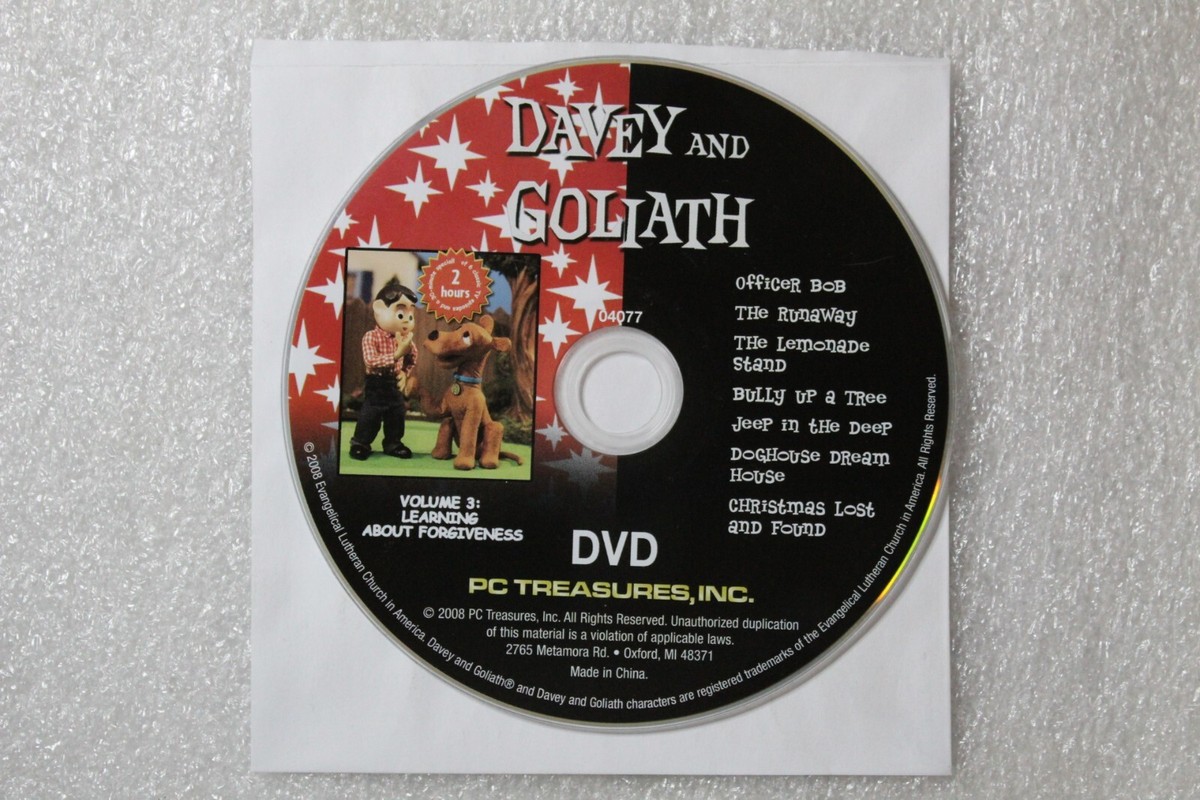 DAVEY AND
GOLIATH
2
hours
04077
Officer Bob
The Runaway
The Lemonade
Stand
Bully up a Tree
Jeep in the Deep
Doghouse Dream
House
Christmas Lost
and Found
VOLUME 3:
LEARNING
ABOUT FORGIVENESS
DVD
PC TREASURES, INC.
© 2008 PC Treasures, Inc. All Rights Reserved. Unauthorized duplication
of this material is a violation of applicable laws.
2765 Metamora Rd. • Oxford, MI 48371
Made in China.
© 2008 Evangelical Lutheran Church in America. Davey and Goliath® and Davey and Goliath characters are registered trademarks of the Evangelical Lutheran Church in America. All Rights Reserved.